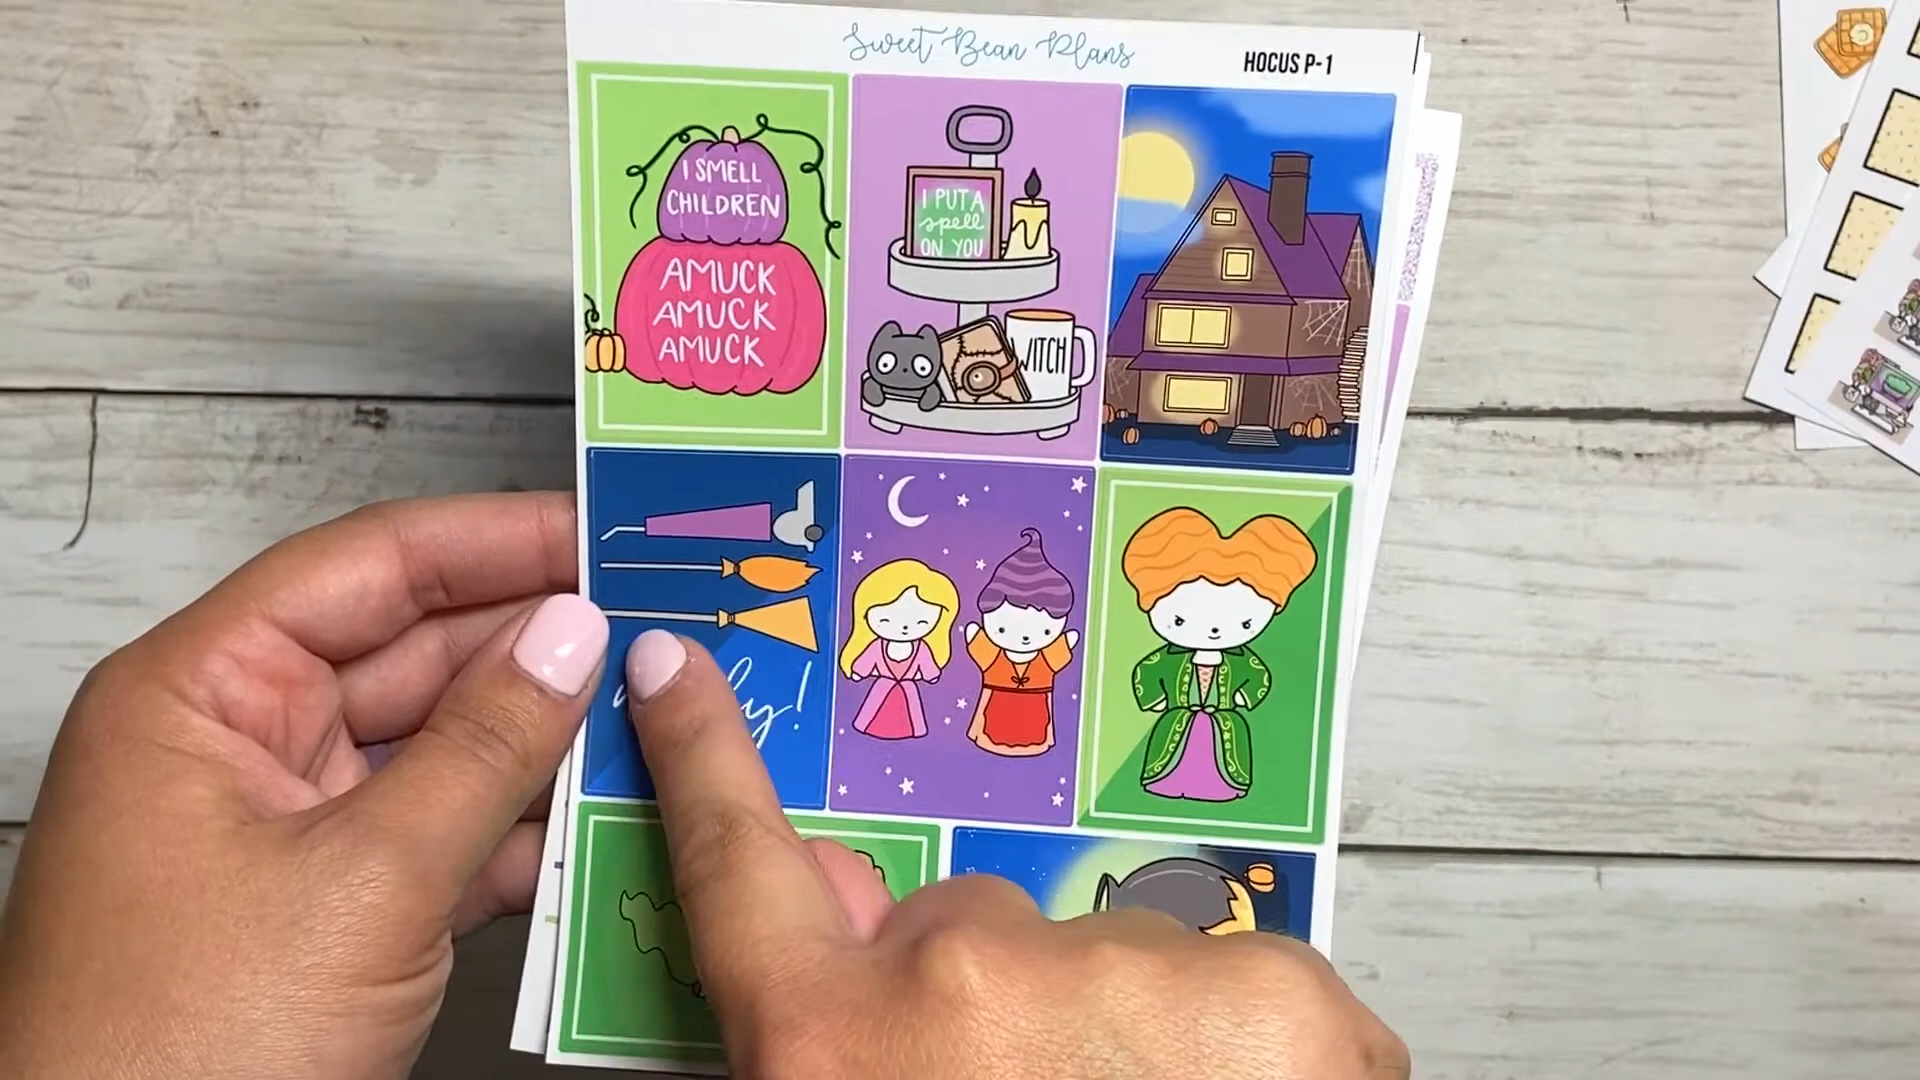 Sweet Bean Plans
HOCUS P-1
I SMELL
CHILDREN
AMUCK
AMUCK
AMUCK
I PUT A
spell
ON YOU
WITCH